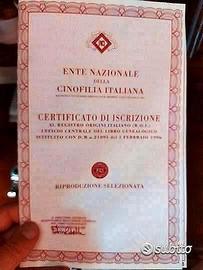 ENTE NAZIONALE
DELLA
CINOFILIA ITALIANA
CERTIFICATO DI ISCRIZIONE
AL REGISTRO ORIGINI ITALIANO (R.O.I.)
UFFICIO CENTRALE DEL LIBRO GENEALOGICO
ISTITUITO CON D.M. n. 21095 del 5 FEBBRAIO 1996
RIPRODUZIONE SELEZIONATA
subito